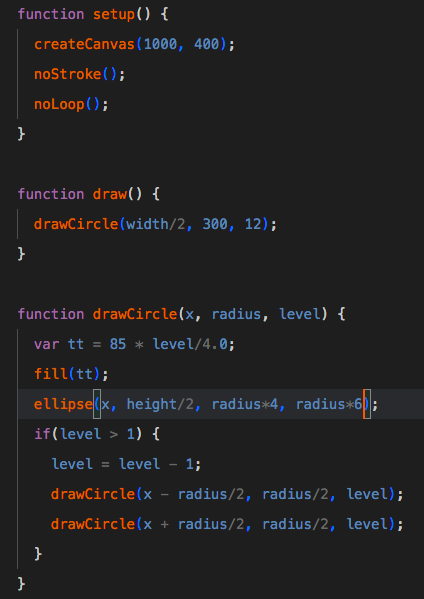 function setup() {
  createCanvas(1000, 400);
  noStroke();
  noLoop();
}

function draw() {
  drawCircle(width/2, 300, 12);
}

function drawCircle(x, radius, level) {
  var tt = 85 * level/4.0;
  fill(tt);
  ellipse(x, height/2, radius*4, radius*6);
  if(level > 1) {
    level = level - 1;
    drawCircle(x - radius/2, radius/2, level);
    drawCircle(x + radius/2, radius/2, level);
  }
}